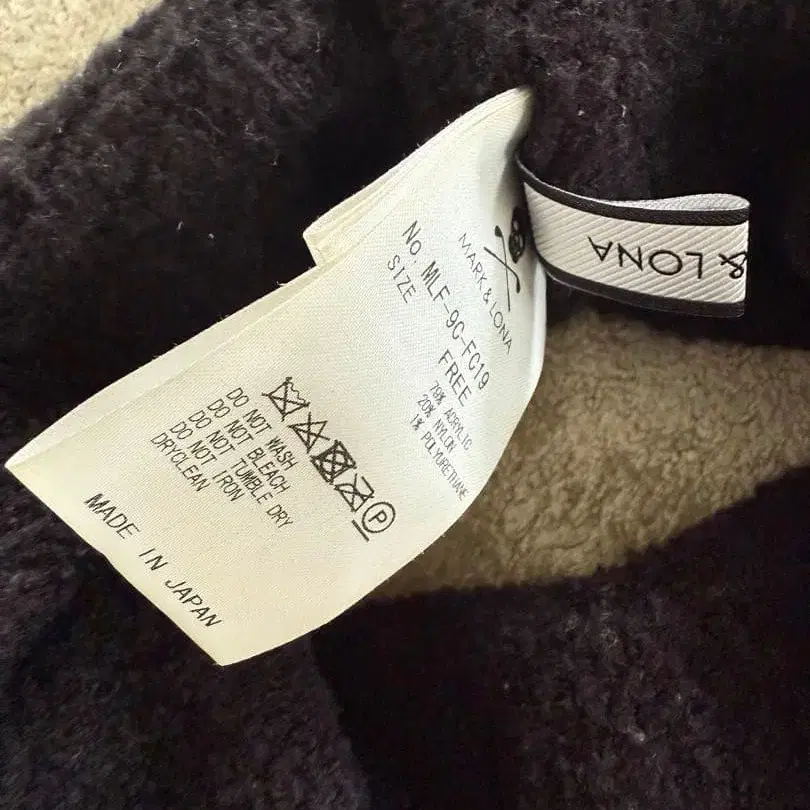 MARK & LONA
No. MLF-9C-FC19
SIZE FREE
79% ACRYLIC
20% NYLON
1% POLYURETHANE
P
DO NOT WASH
DO NOT BLEACH
DO NOT TUMBLE DRY
DO NOT IRON
DRYCLEAN
MADE IN JAPAN
& LONA